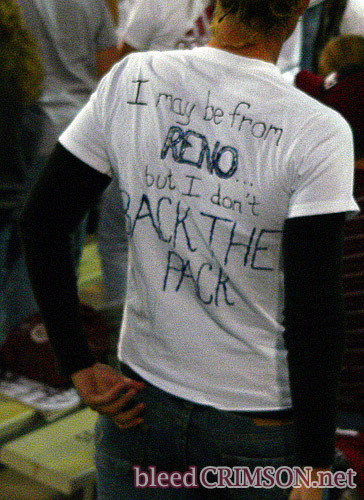 I may be from
RENO...
but I don't
BACK THE
PACK
bleedCRIMSON.net